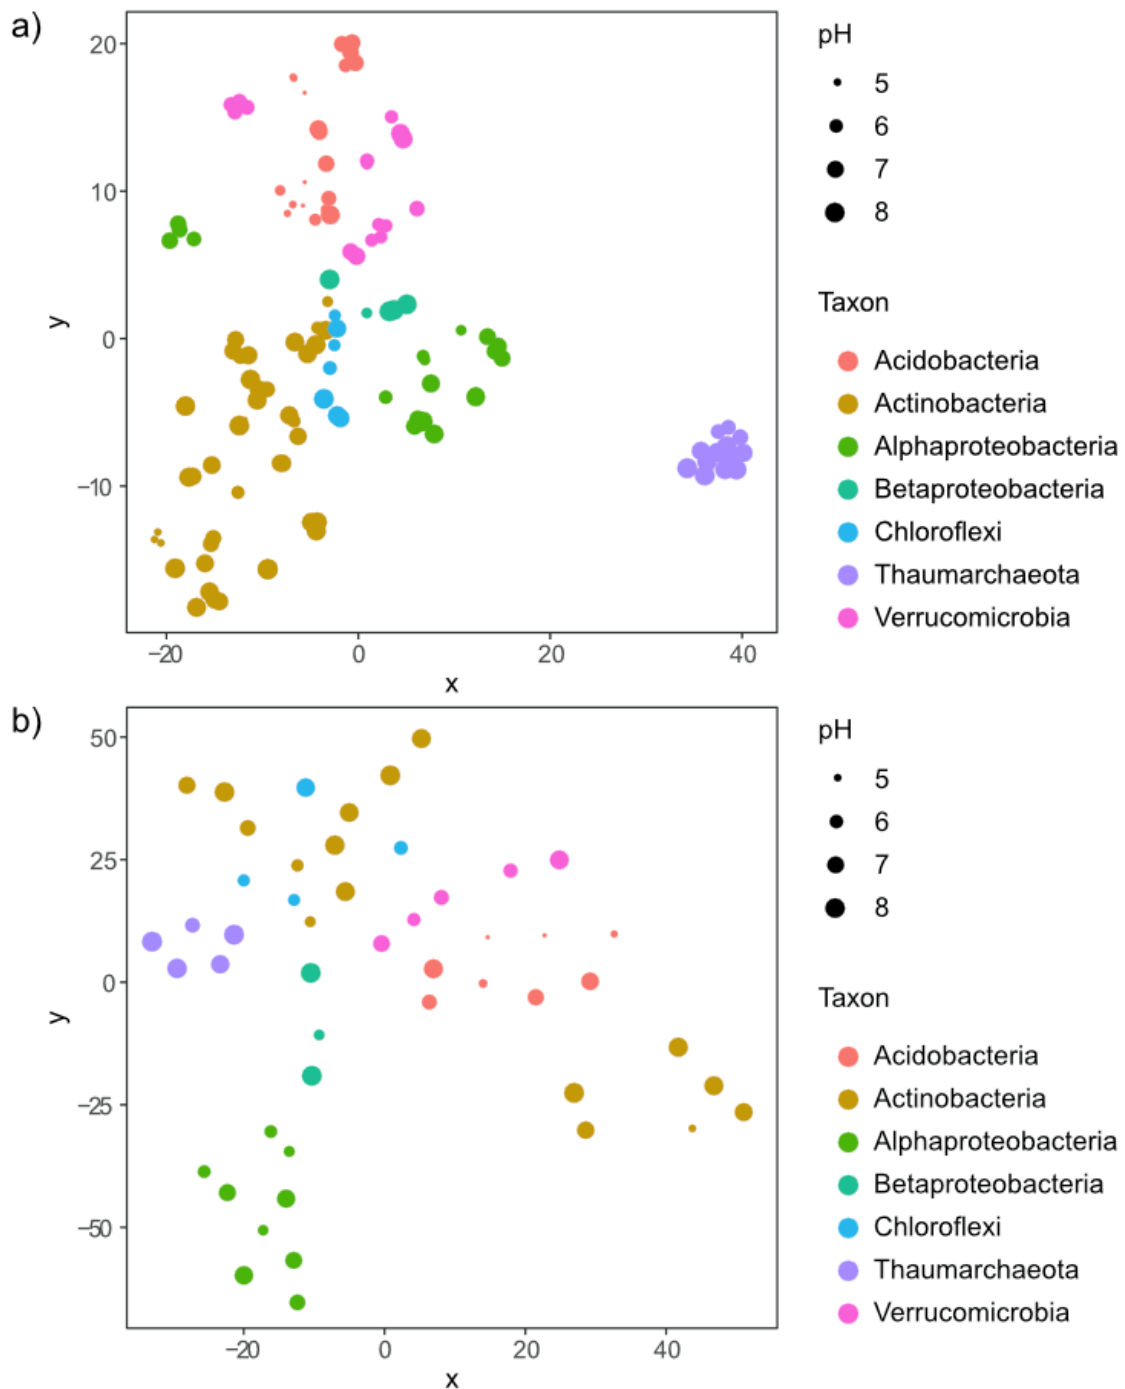 a)
20
10
0
−10
y
−20
0
20
40
x
pH
5
6
7
8
Taxon
Acidobacteria
Actinobacteria
Alphaproteobacteria
Betaproteobacteria
Chloroflexi
Thaumarchaeota
Verrucomicrobia
b)
50
25
0
−25
−50
y
−20
0
20
40
x
pH
5
6
7
8
Taxon
Acidobacteria
Actinobacteria
Alphaproteobacteria
Betaproteobacteria
Chloroflexi
Thaumarchaeota
Verrucomicrobia